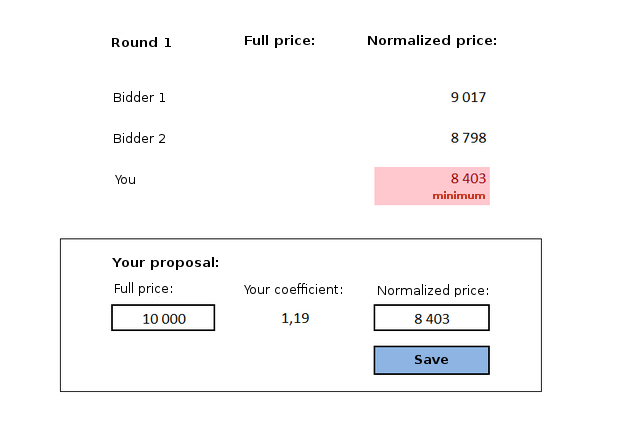 Round 1 Full price: Normalized price:
Bidder 1 9 017
Bidder 2 8 798
You 8 403
minimum
Your proposal:
Full price: Your coefficient: Normalized price:
10 000 1,19 8 403
Save